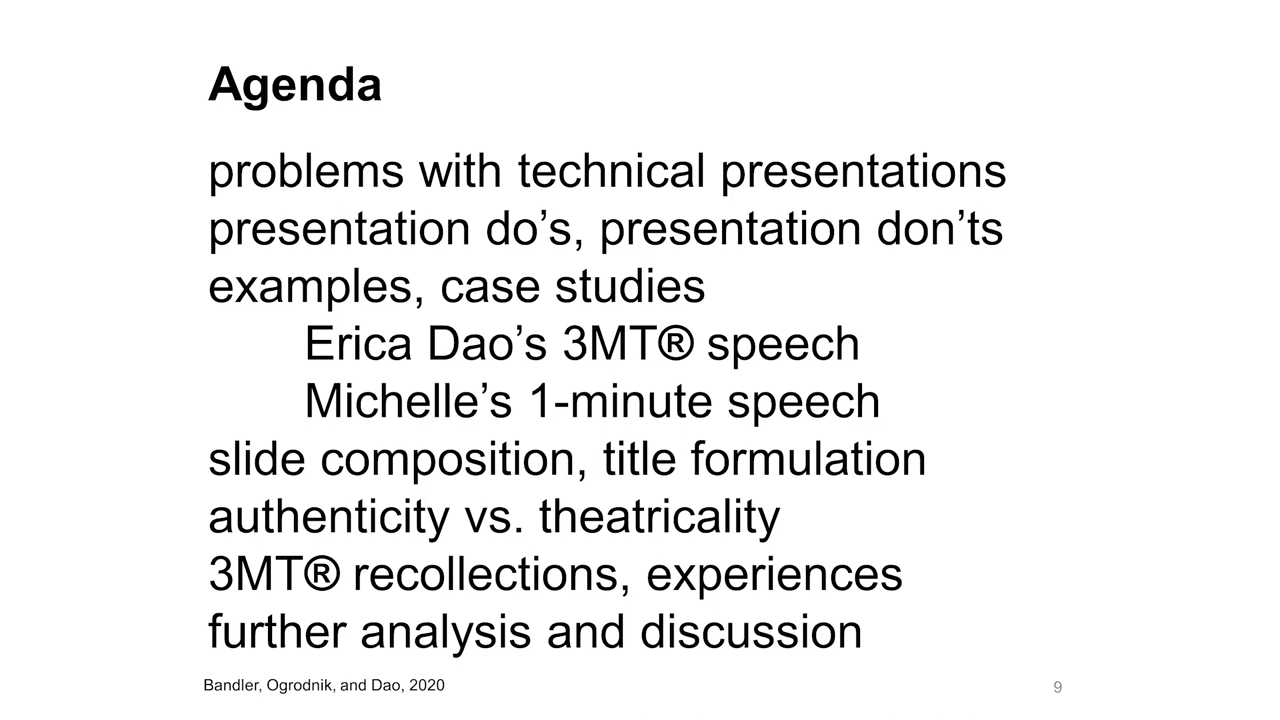 Agenda
problems with technical presentations
presentation do’s, presentation don’ts
examples, case studies
Erica Dao’s 3MT® speech
Michelle’s 1-minute speech
slide composition, title formulation
authenticity vs. theatricality
3MT® recollections, experiences
further analysis and discussion
Bandler, Ogrodnik, and Dao, 2020
9